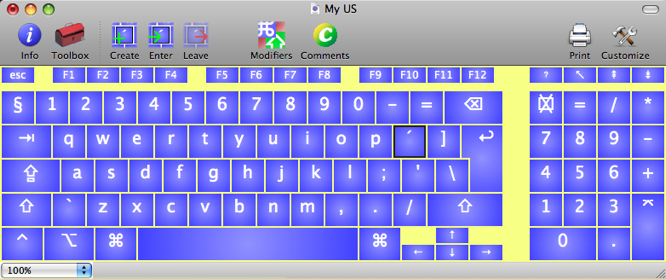 My US
Info Toolbox Create Enter Leave Modifiers Comments Print Customize
esc F1 F2 F3 F4 F5 F6 F7 F8 F9 F10 F11 F12 ? ↖ ⇞ ⇟
§ 1 2 3 4 5 6 7 8 9 0 - = ⌫ ⌧ = / *
⇥ q w e r t y u i o p ´ ] ↩ 7 8 9 -
⇪ a s d f g h j k l ; ' \ 4 5 6 +
⇧ ` z x c v b n m , . / ⇧ 1 2 3 ⌤
^ ⌥ ⌘ ⌘ ← ↑ ↓ → 0 .
100%